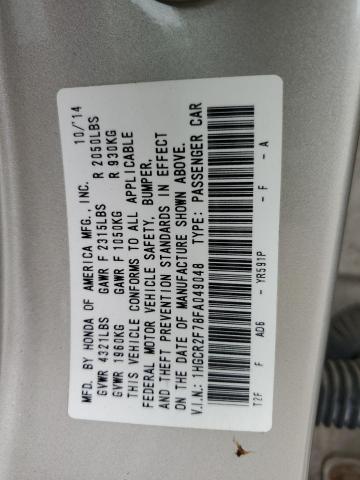 MFD. BY HONDA OF AMERICA MFG., INC. 10/'14
GVWR 4321LBS GAWR F 2315LBS R 2050LBS
GVWR 1960KG GAWR F 1050KG R 930KG
THIS VEHICLE CONFORMS TO ALL APPLICABLE
FEDERAL MOTOR VEHICLE SAFETY, BUMPER,
AND THEFT PREVENTION STANDARDS IN EFFECT
ON THE DATE OF MANUFACTURE SHOWN ABOVE.
V.I.N.: 1HGCR2F78FA049048 TYPE: PASSENGER CAR
T2F F AD6 YR591P - F - A